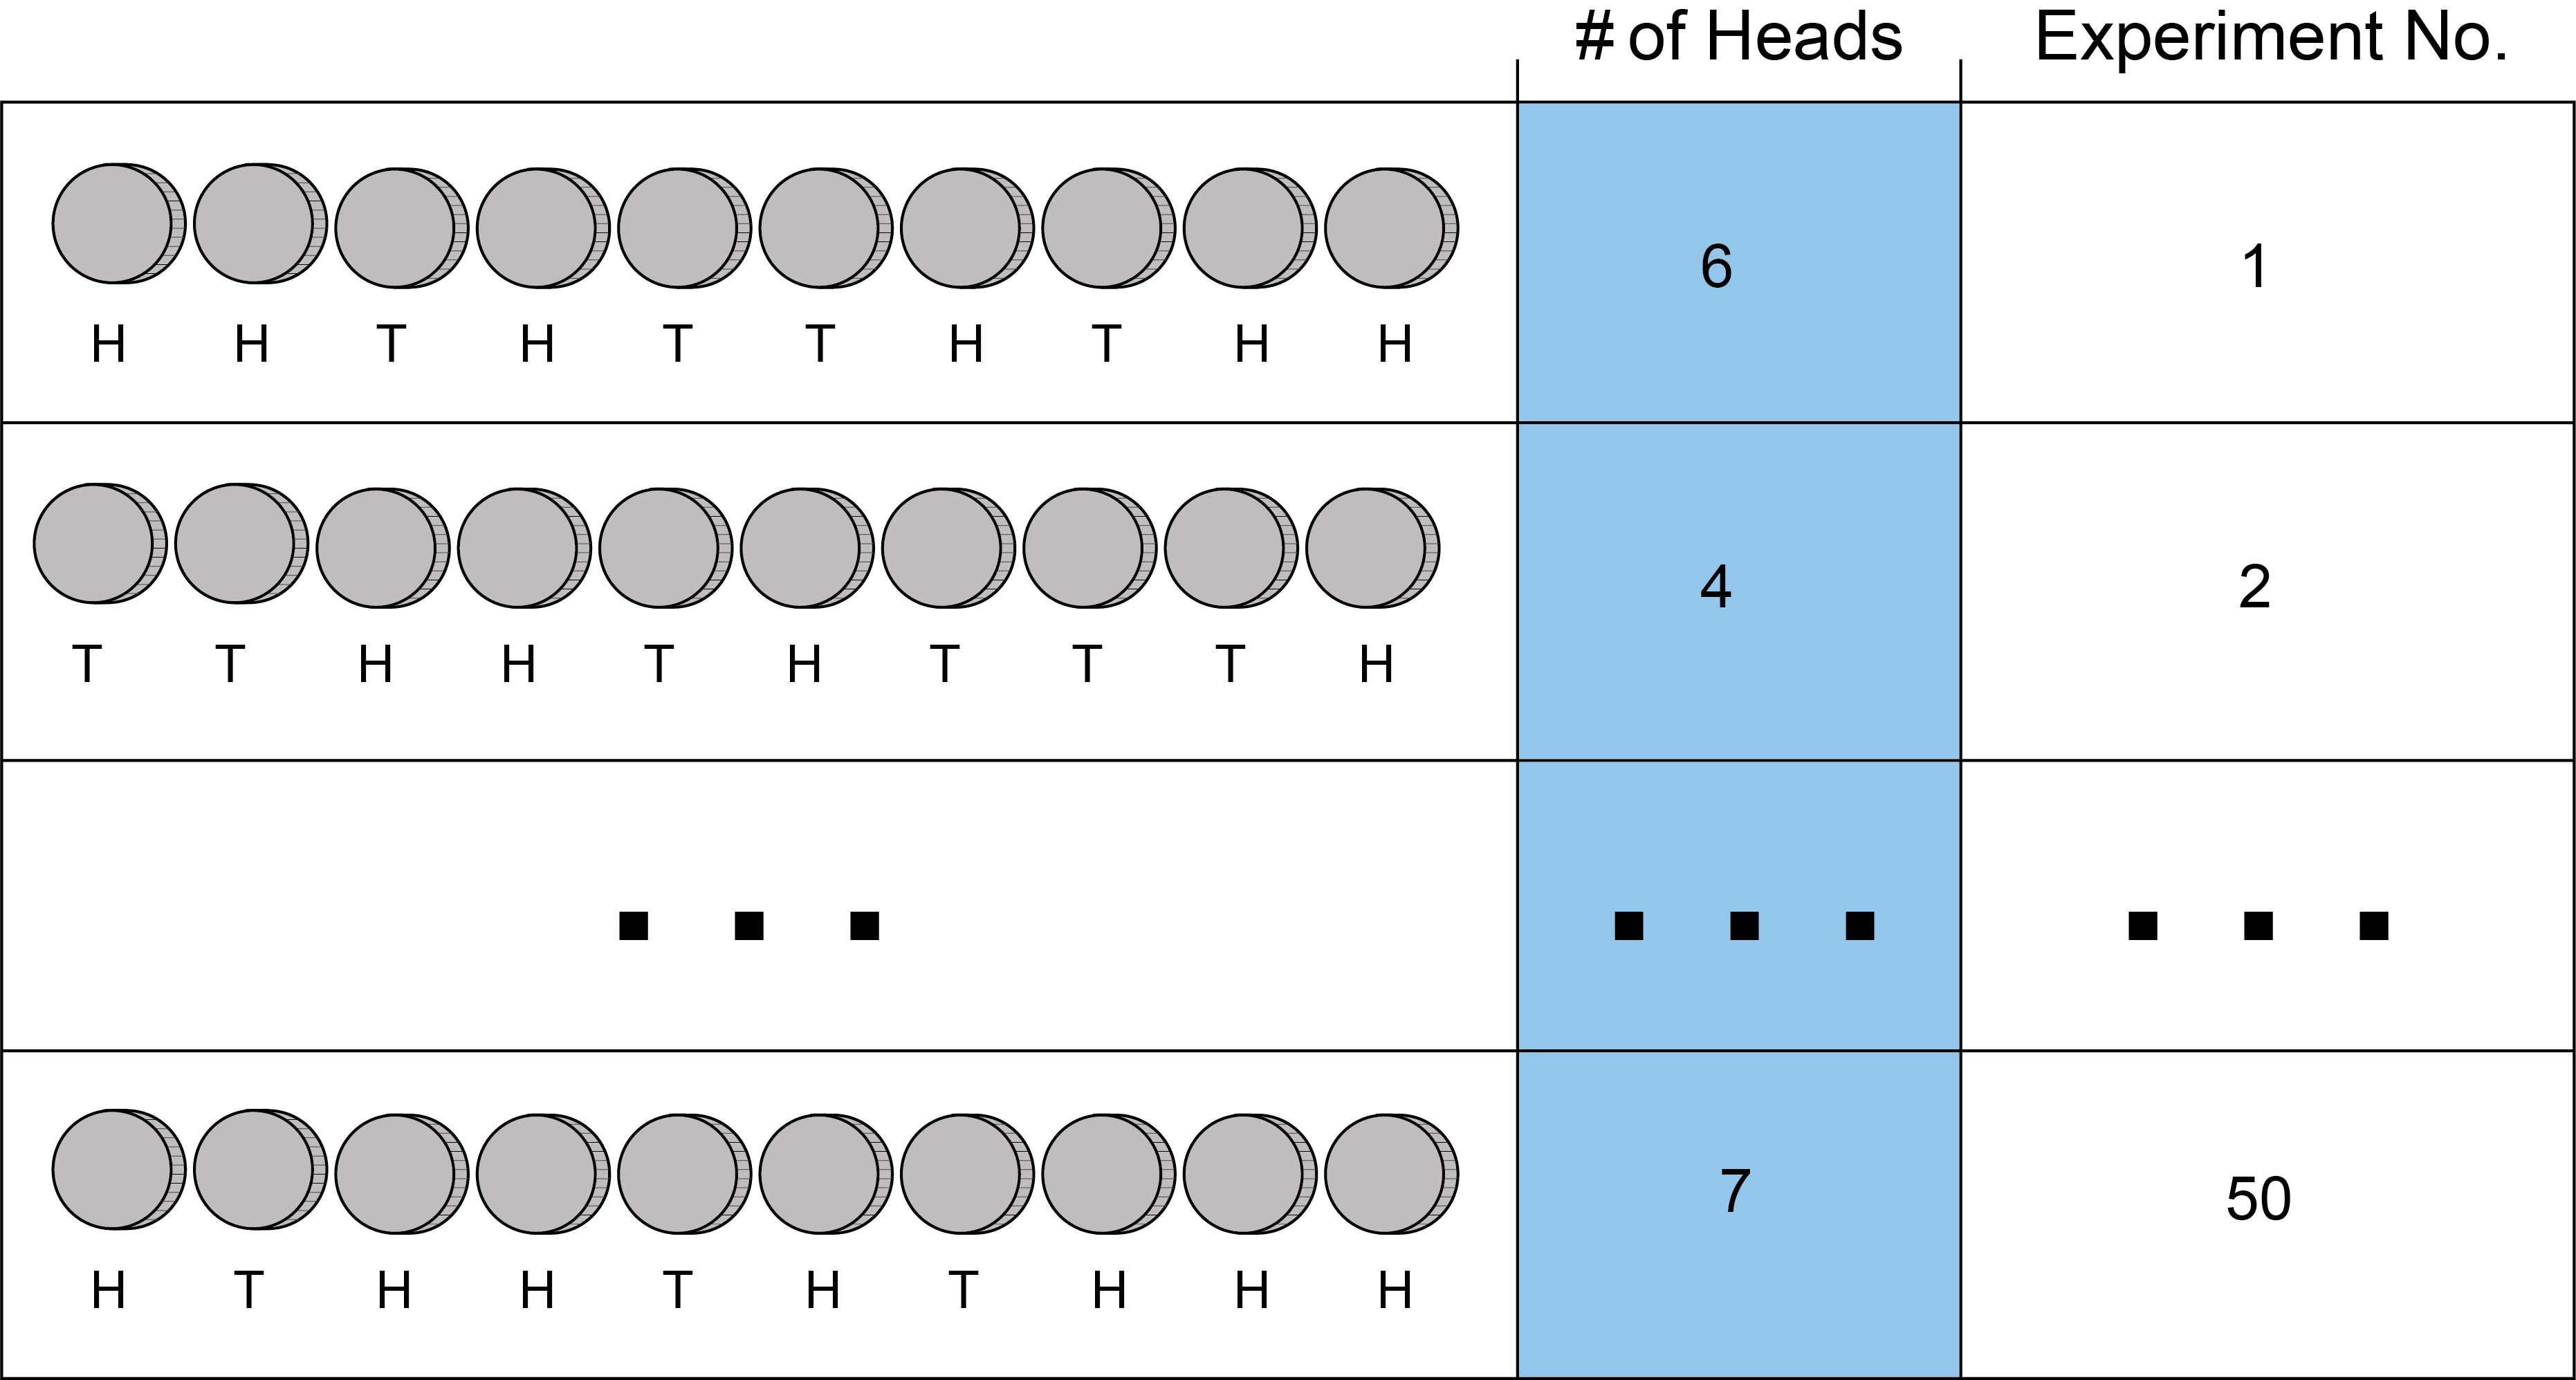 # of Heads Experiment No.
6 1
H H T H T T H T H H
4 2
T T H H T H T T T H
7 50
H T H H T H T H H H